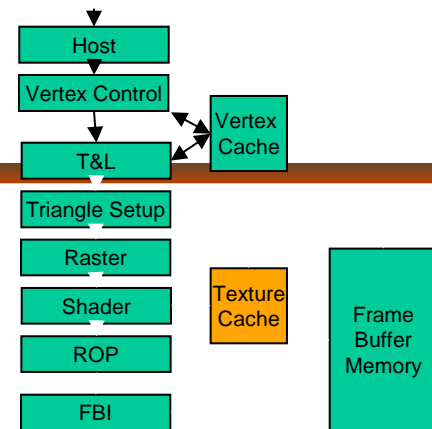 Host
Vertex Control
Vertex
Cache
T&L
Triangle Setup
Raster
Shader
Texture
Cache
Frame
Buffer
Memory
ROP
FBI